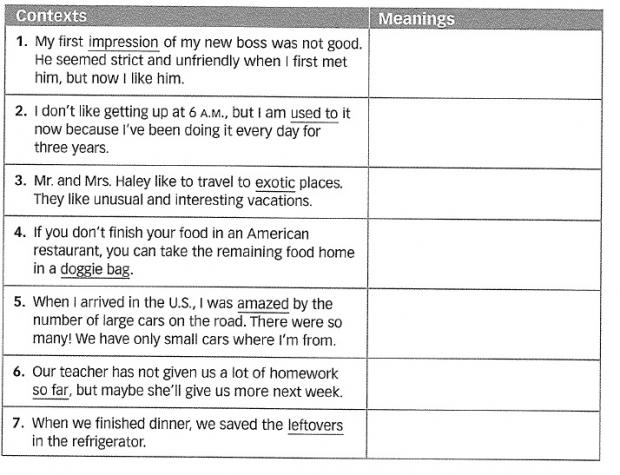 Contexts
Meanings
1. My first impression of my new boss was not good.
He seemed strict and unfriendly when I first met
him, but now I like him.
2. I don't like getting up at 6 A.M., but I am used to it
now because I've been doing it every day for
three years.
3. Mr. and Mrs. Haley like to travel to exotic places.
They like unusual and interesting vacations.
4. If you don't finish your food in an American
restaurant, you can take the remaining food home
in a doggie bag.
5. When I arrived in the U.S., I was amazed by the
number of large cars on the road. There were so
many! We have only small cars where I'm from.
6. Our teacher has not given us a lot of homework
so far, but maybe she'll give us more next week.
7. When we finished dinner, we saved the leftovers
in the refrigerator.